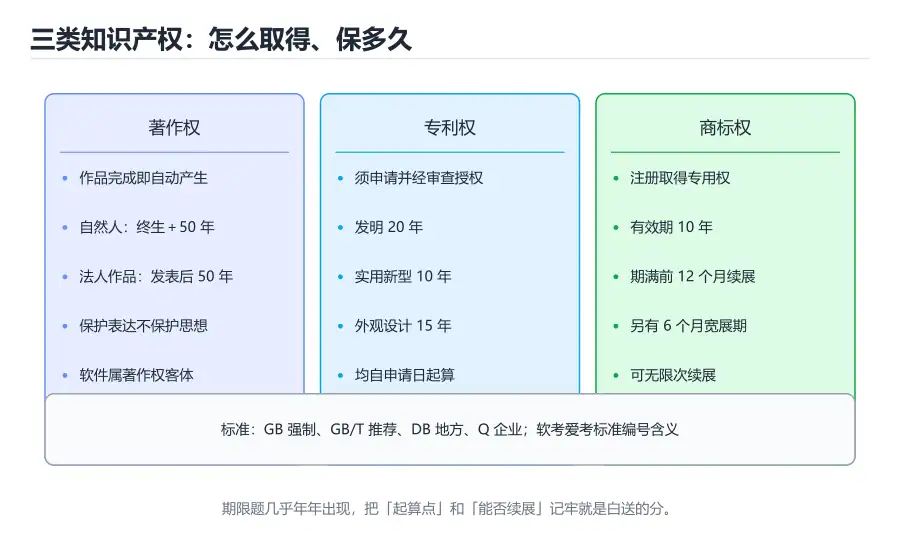 三类知识产权：怎么取得、保多久
著作权
作品完成即自动产生
自然人：终生 + 50 年
法人作品：发表后 50 年
保护表达不保护思想
软件属著作权客体
专利权
须申请并经审查授权
发明 20 年
实用新型 10 年
外观设计 15 年
均自申请日起算
商标权
注册取得专用权
有效期 10 年
期满前 12 个月续展
另有 6 个月宽展期
可无限次续展
标准：GB 强制、GB/T 推荐、DB 地方、Q 企业；软考爱考标准编号含义
期限题几乎年年出现，把「起算点」和「能否续展」记牢就是白送的分。